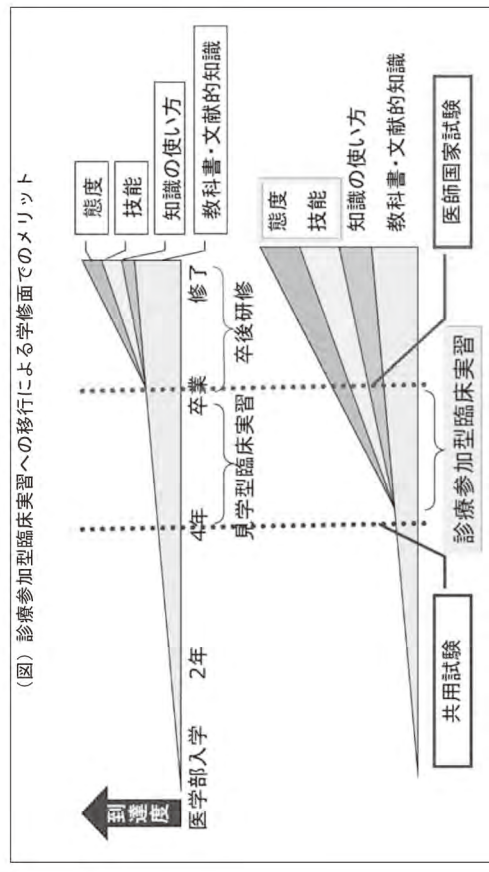 （図）診療参加型臨床実習への移行による学修面でのメリット
到達度
態度
技能
知識の使い方
教科書・文献的知識
医学部入学
2年
4年
卒業
修了
見学型臨床実習
卒後研修
態度
技能
知識の使い方
教科書・文献的知識
診療参加型臨床実習
共用試験
医師国家試験